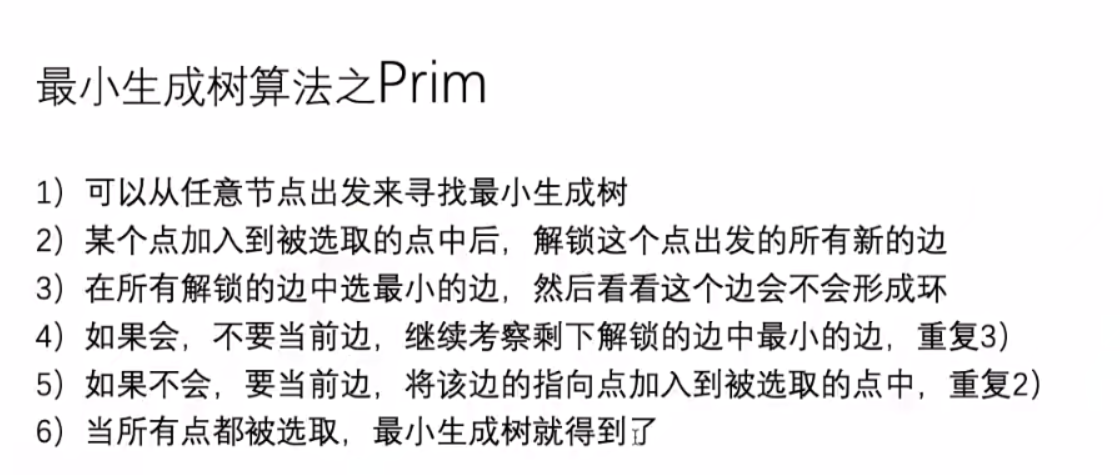 最小生成树算法之Prim
1）可以从任意节点出发来寻找最小生成树
2）某个点加入到被选取的点中后，解锁这个点出发的所有新的边
3）在所有解锁的边中选最小的边，然后看看这个边会不会形成环
4）如果会，不要当前边，继续考察剩下解锁的边中最小的边，重复3）
5）如果不会，要当前边，将该边的指向点加入到被选取的点中，重复2）
6）当所有点都被选取，最小生成树就得到了